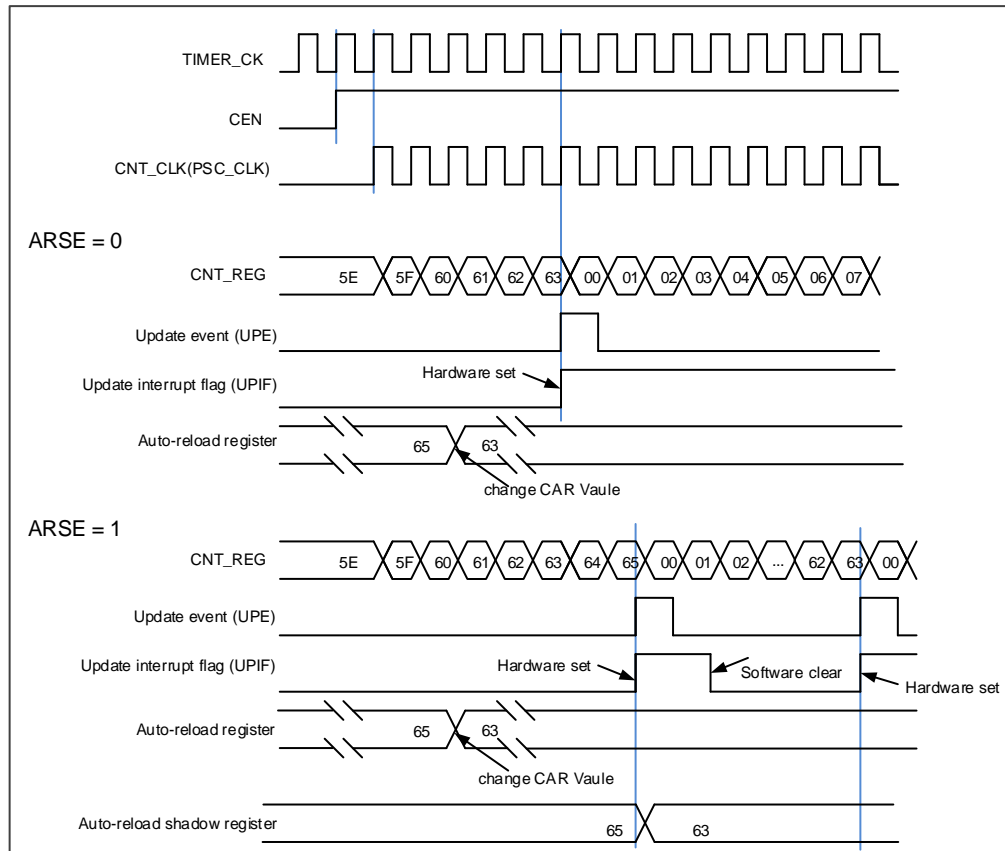 TIMER_CK
CEN
CNT_CLK(PSC_CLK)
ARSE = 0
CNT_REG 5E 5F 60 61 62 63 00 01 02 03 04 05 06 07
Update event (UPE)
Hardware set
Update interrupt flag (UPIF)
Auto-reload register 65 63
change CAR Vaule
ARSE = 1
CNT_REG 5E 5F 60 61 62 63 64 65 00 01 02 ... 62 63 00
Update event (UPE)
Update interrupt flag (UPIF) Hardware set Software clear Hardware set
Auto-reload register 65 63
change CAR Vaule
Auto-reload shadow register 65 63